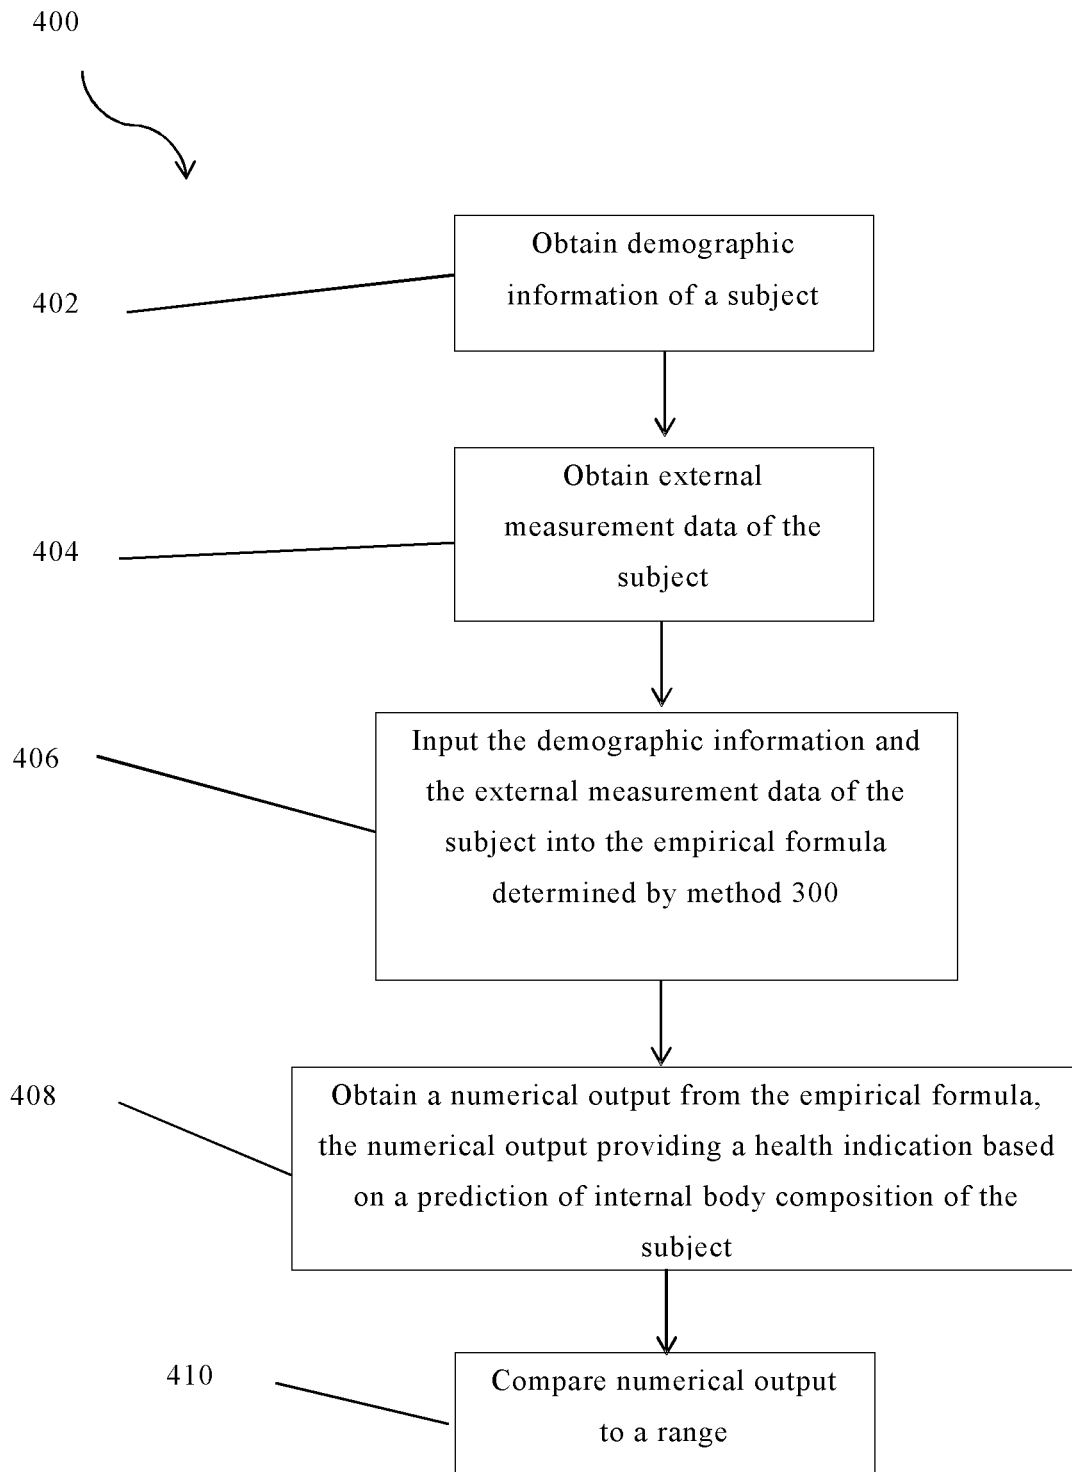 400
Obtain demographic
information of a subject
402
Obtain external
measurement data of the
subject
404
Input the demographic information and
the external measurement data of the
subject into the empirical formula
determined by method 300
406
Obtain a numerical output from the empirical formula,
the numerical output providing a health indication based
on a prediction of internal body composition of the
subject
408
Compare numerical output
to a range
410